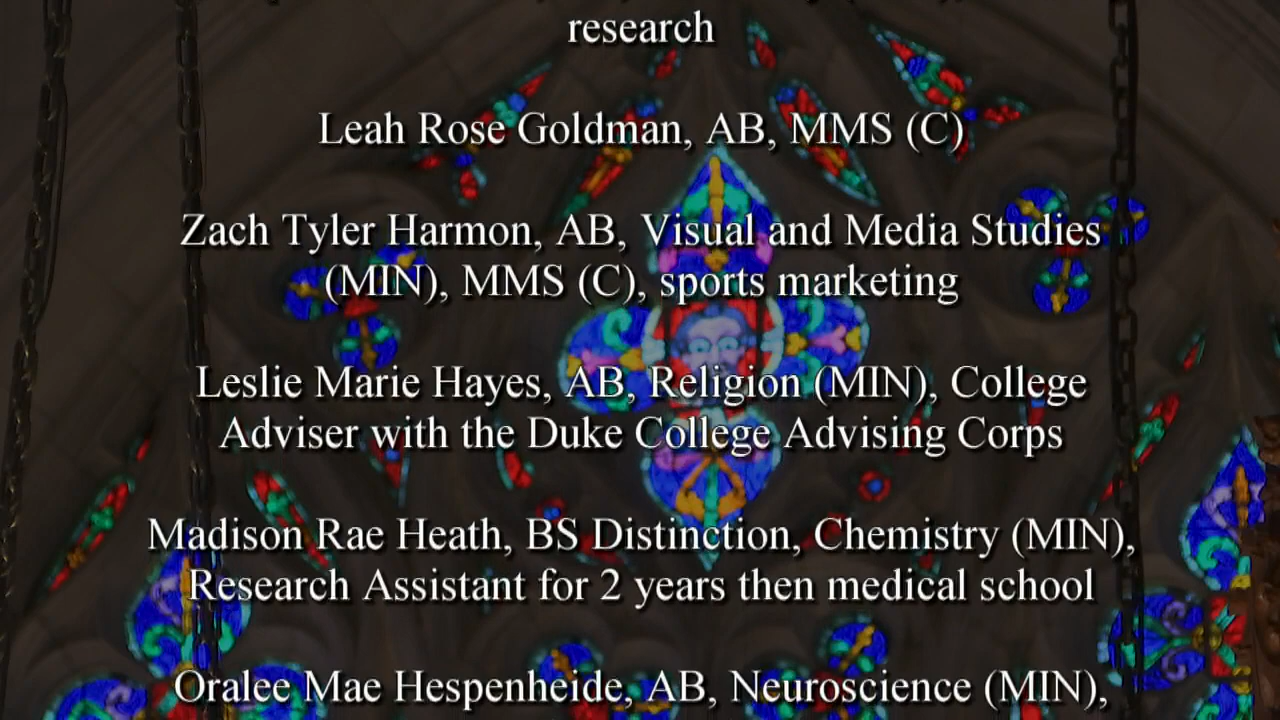 research
Leah Rose Goldman, AB, MMS (C)
Zach Tyler Harmon, AB, Visual and Media Studies
(MIN), MMS (C), sports marketing
Leslie Marie Hayes, AB, Religion (MIN), College
Adviser with the Duke College Advising Corps
Madison Rae Heath, BS Distinction, Chemistry (MIN),
Research Assistant for 2 years then medical school
Oralee Mae Hespenheide, AB, Neuroscience (MIN),